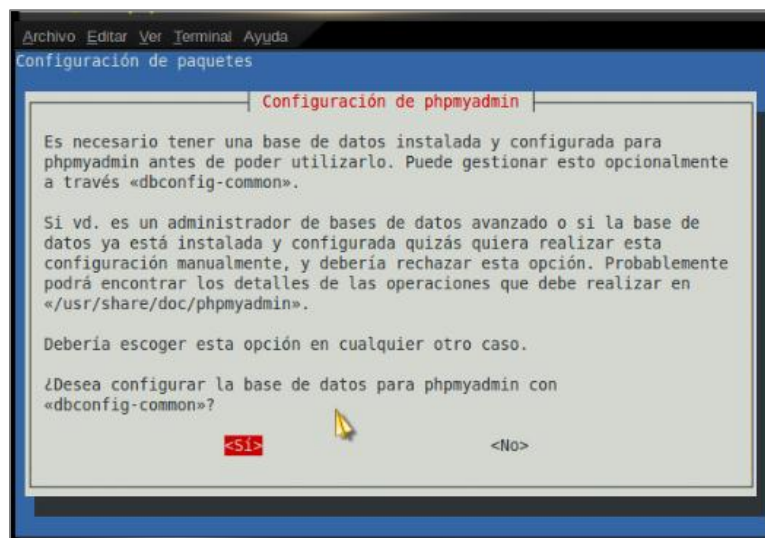 Archivo Editar Ver Terminal Ayuda
Configuración de paquetes
Configuración de phpmyadmin
Es necesario tener una base de datos instalada y configurada para
phpmyadmin antes de poder utilizarlo. Puede gestionar esto opcionalmente
a través «dbconfig-common».
Si vd. es un administrador de bases de datos avanzado o si la base de
datos ya está instalada y configurada quizás quiera realizar esta
configuración manualmente, y debería rechazar esta opción. Probablemente
podrá encontrar los detalles de las operaciones que debe realizar en
«/usr/share/doc/phpmyadmin».
Debería escoger esta opción en cualquier otro caso.
¿Desea configurar la base de datos para phpmyadmin con
«dbconfig-common»?
<Sí> <No>